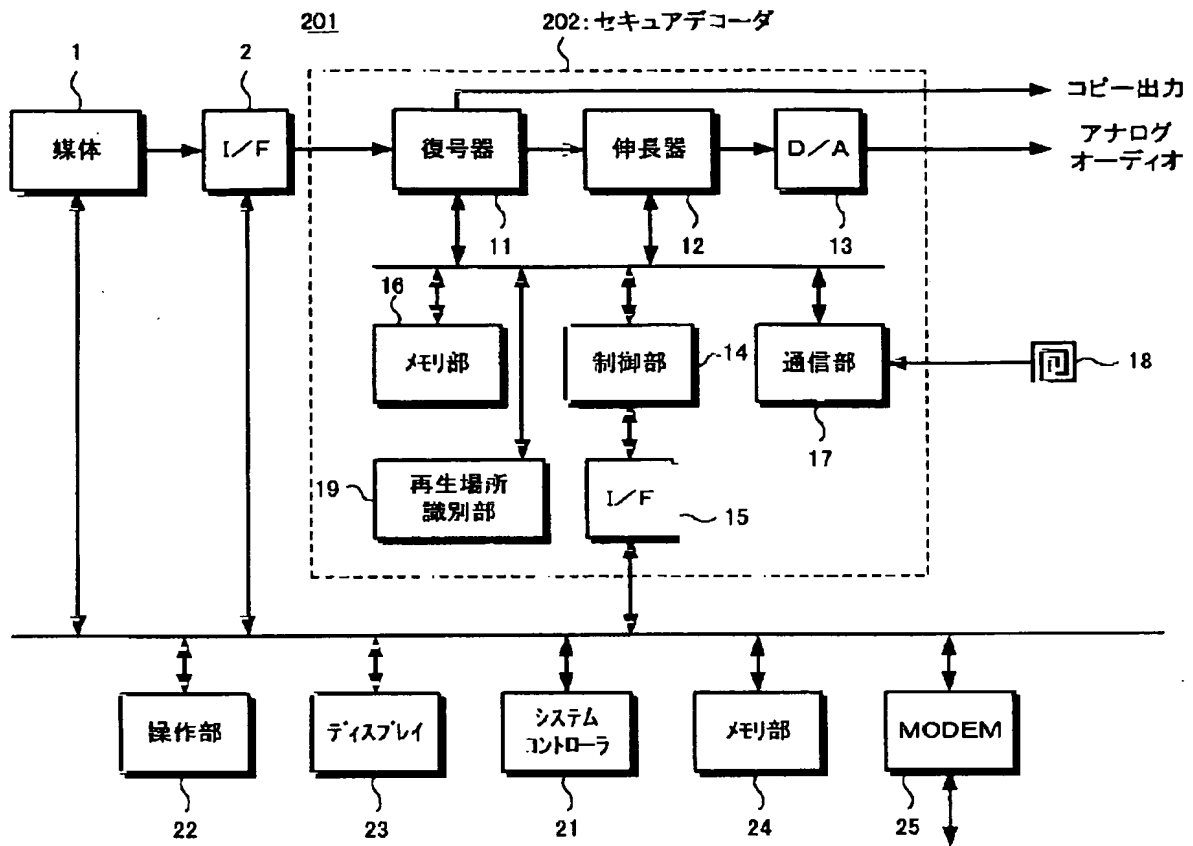 201
202:セキュアデコーダ
1
2
媒体
I/F
復号器
伸長器
D/A
コピー出力
アナログ
オーディオ
11
12
13
16
メモリ部
制御部
14
通信部
18
17
19
再生場所
識別部
I/F
15
操作部
ディスプレイ
システム
コントローラ
メモリ部
MODEM
22
23
21
24
25